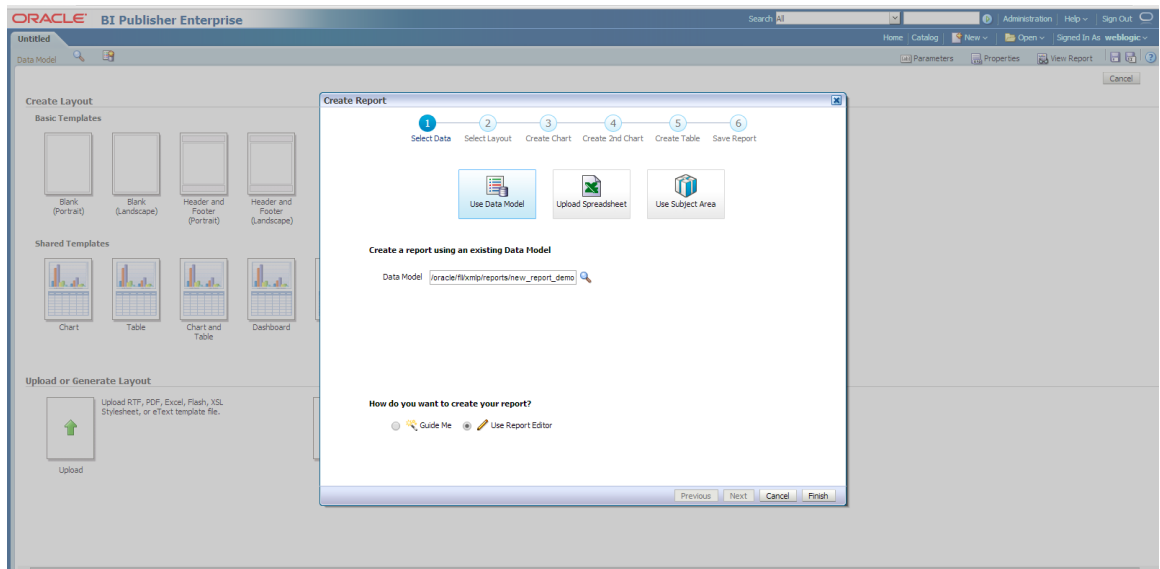 ORACLE BI Publisher Enterprise
Search All
Administration Help Sign Out
Untitled
Home Catalog New Open Signed In As weblogic
Data Model
Parameters Properties View Report
Cancel
Create Layout
Basic Templates
Blank (Portrait)
Blank (Landscape)
Header and Footer (Portrait)
Header and Footer (Landscape)
Shared Templates
Chart
Table
Chart and Table
Dashboard
Upload or Generate Layout
Upload RTF, PDF, Excel, Flash, XSL
Stylesheet, or eText template file.
Upload
Create Report
1 2 3 4 5 6
Select Data Select Layout Create Chart Create 2nd Chart Create Table Save Report
Use Data Model Upload Spreadsheet Use Subject Area
Create a report using an existing Data Model
Data Model /oracle/fil/xmlp/reports/new_report_demo
How do you want to create your report?
Guide Me Use Report Editor
Previous Next Cancel Finish